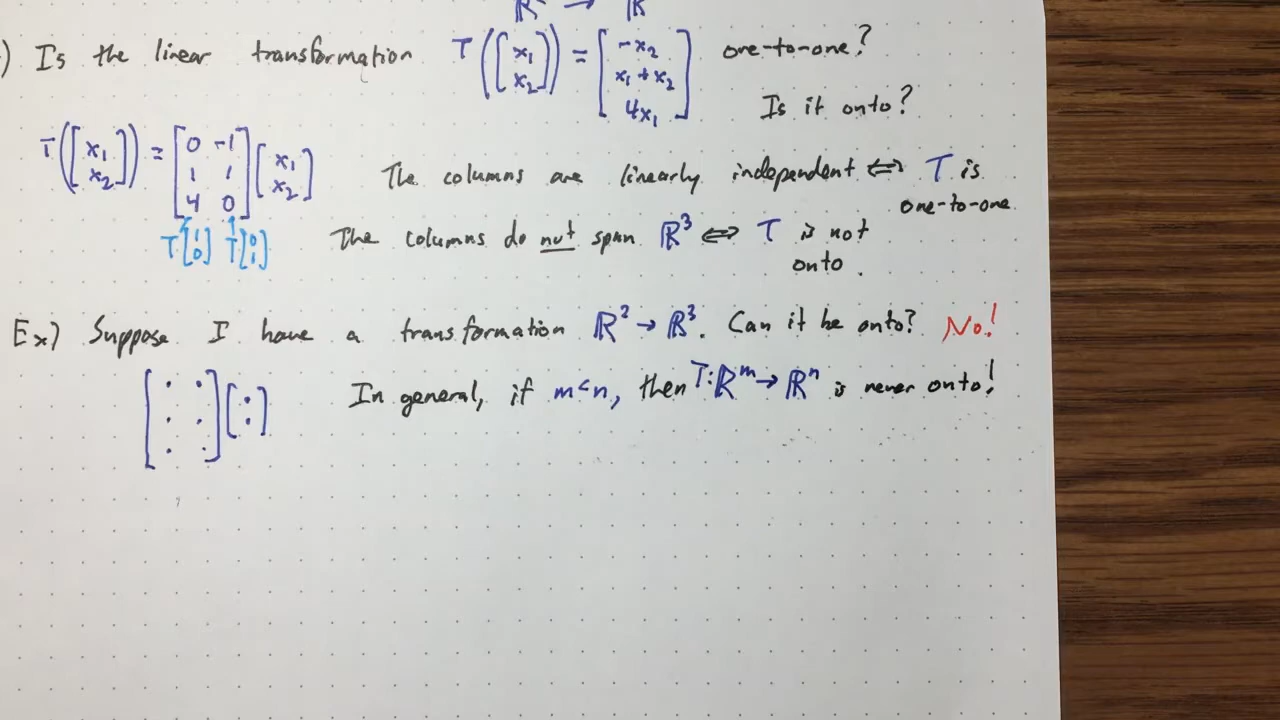 ℝ → ℝ
) Is the linear transformation T([x₁ x₂]) = [-x₂ x₁+x₂ 4x₁] one-to-one?
Is it onto?
T([x₁ x₂]) = [0 -1 1 1 4 0][x₁ x₂] The columns are linearly independent ⇔ T is one-to-one.
T[1 0] T[0 1] The columns do not span ℝ³ ⇔ T is not onto.
Ex) Suppose I have a transformation ℝ² → ℝ³. Can it be onto? No!
In general, if m<n, then T: ℝᵐ → ℝⁿ is never onto!